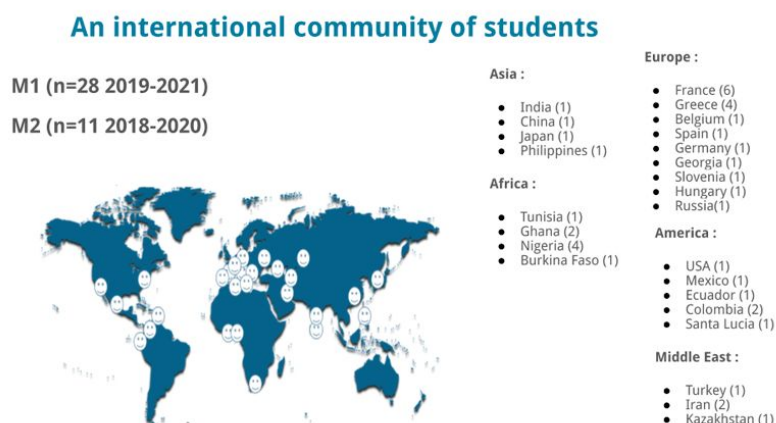 An international community of students
M1 (n=28 2019-2021)
M2 (n=11 2018-2020)
Asia :
● India (1)
● China (1)
● Japan (1)
● Philippines (1)
Africa :
● Tunisia (1)
● Ghana (2)
● Nigeria (4)
● Burkina Faso (1)
Europe :
● France (6)
● Greece (4)
● Belgium (1)
● Spain (1)
● Germany (1)
● Georgia (1)
● Slovenia (1)
● Hungary (1)
● Russia(1)
America :
● USA (1)
● Mexico (1)
● Ecuador (1)
● Colombia (2)
● Santa Lucia (1)
Middle East :
● Turkey (1)
● Iran (2)
● Kazakhstan (1)